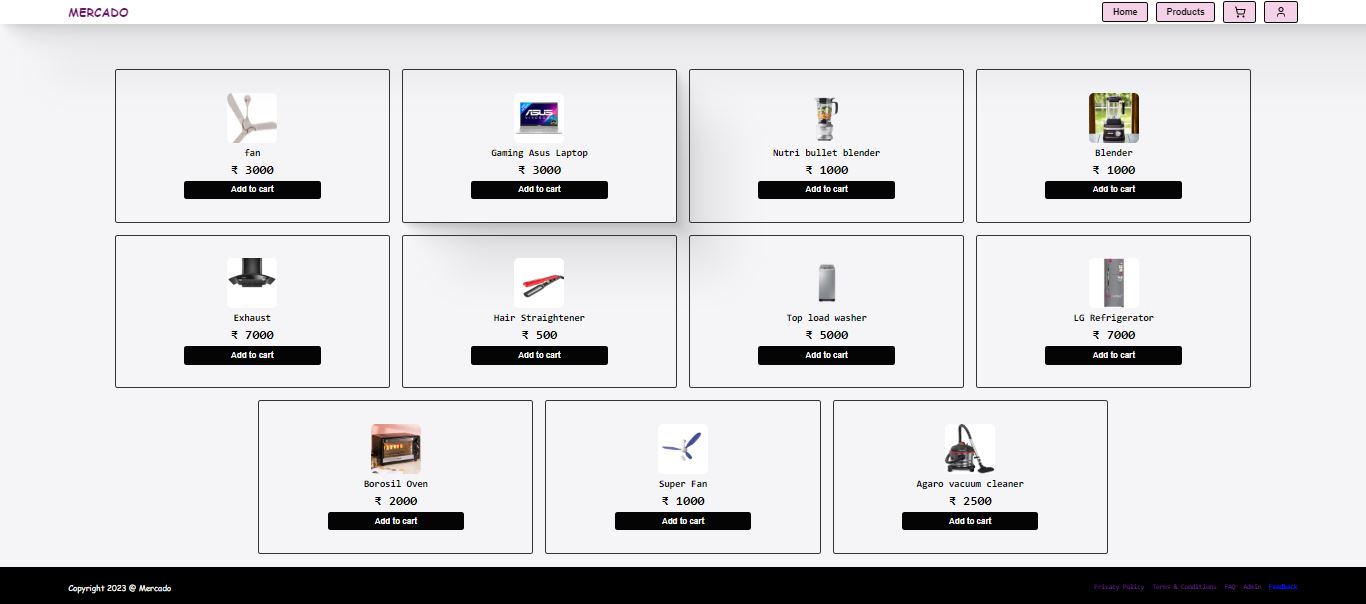 MERCADO
Home Products
ASUS
fan
₹ 3000
Add to cart
Gaming Asus Laptop
₹ 3000
Add to cart
Nutri bullet blender
₹ 1000
Add to cart
Blender
₹ 1000
Add to cart
Exhaust
₹ 7000
Add to cart
Hair Straightener
₹ 500
Add to cart
Top load washer
₹ 5000
Add to cart
LG Refrigerator
₹ 7000
Add to cart
Borosil Oven
₹ 2000
Add to cart
Super Fan
₹ 1000
Add to cart
Agaro vacuum cleaner
₹ 2500
Add to cart
Copyright 2023 @ Mercado
Privacy Policy Terms & Conditions FAQ Admin Feedback